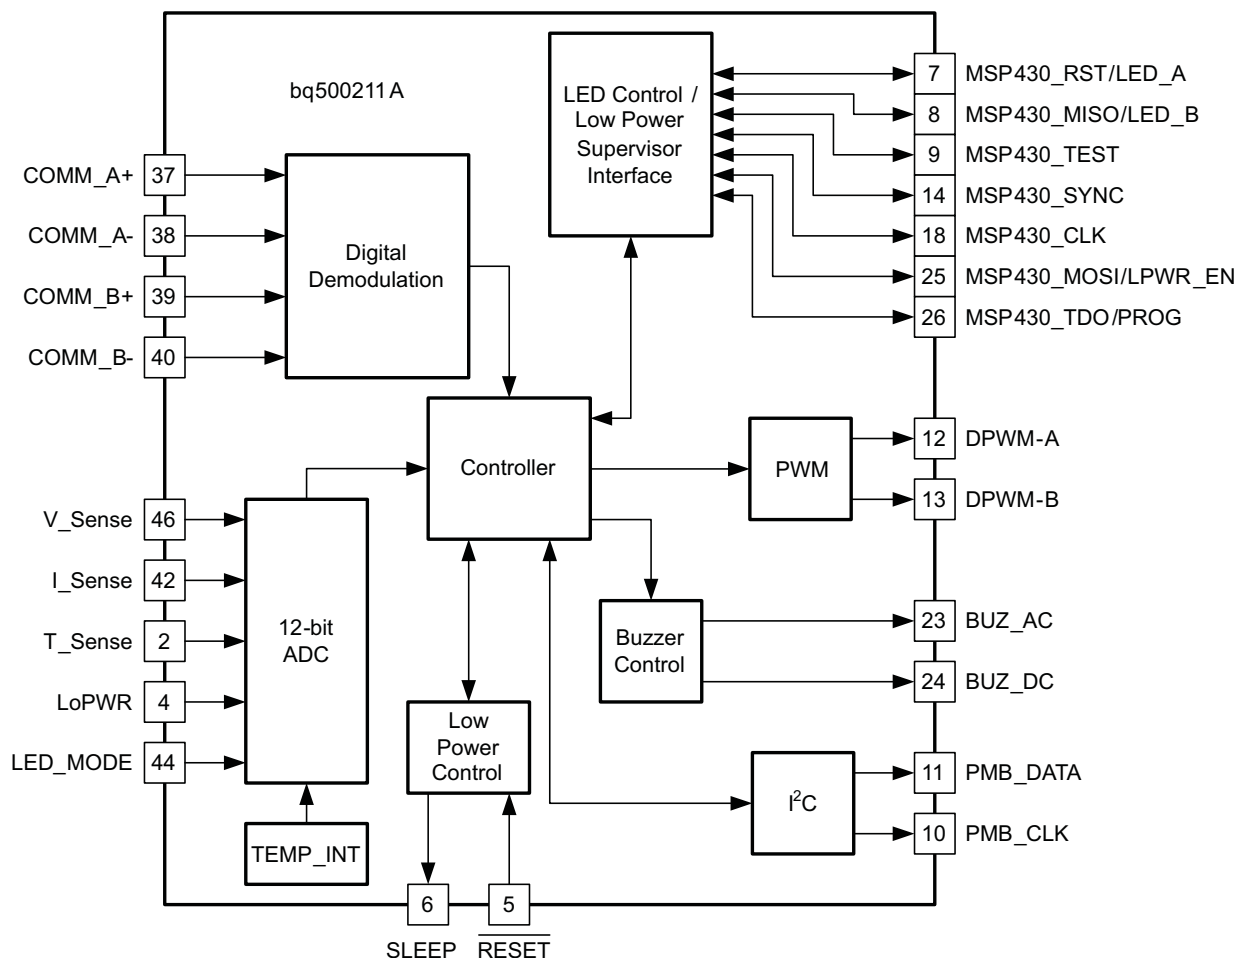 bq500211A
LED Control /
Low Power
Supervisor
Interface
7 MSP430_RST/LED_A
8 MSP430_MISO/LED_B
9 MSP430_TEST
14 MSP430_SYNC
18 MSP430_CLK
25 MSP430_MOSI/LPWR_EN
26 MSP430_TDO/PROG
COMM_A+ 37
COMM_A- 38
COMM_B+ 39
COMM_B- 40
Digital
Demodulation
Controller
PWM
12 DPWM-A
13 DPWM-B
V_Sense 46
I_Sense 42
T_Sense 2
LoPWR 4
LED_MODE 44
12-bit
ADC
TEMP_INT
Buzzer
Control
23 BUZ_AC
24 BUZ_DC
Low
Power
Control
I²C
11 PMB_DATA
10 PMB_CLK
6
SLEEP
5
RESET